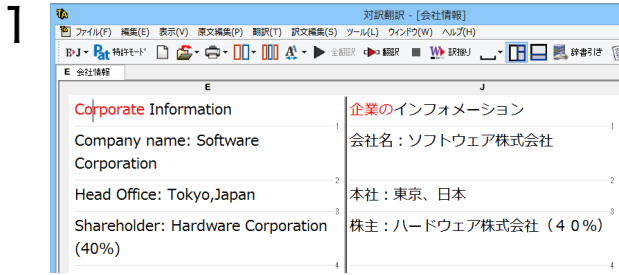 1
対訳翻訳 - [会社情報]
ファイル(F) 編集(E) 表示(V) 原文編集(P) 翻訳(T) 訳文編集(S) ツール(L) ウィンドウ(W) ヘルプ(H)
E▸J Pat 特許モード A 全翻訳 翻訳 訳振り 辞書引き
E 会社情報
E J
Corporate Information 企業のインフォメーション
1 1
Company name: Software 会社名：ソフトウェア株式会社
Corporation
2 2
Head Office: Tokyo,Japan 本社：東京、日本
3 3
Shareholder: Hardware Corporation 株主：ハードウェア株式会社（４０％）
(40%)
4 4